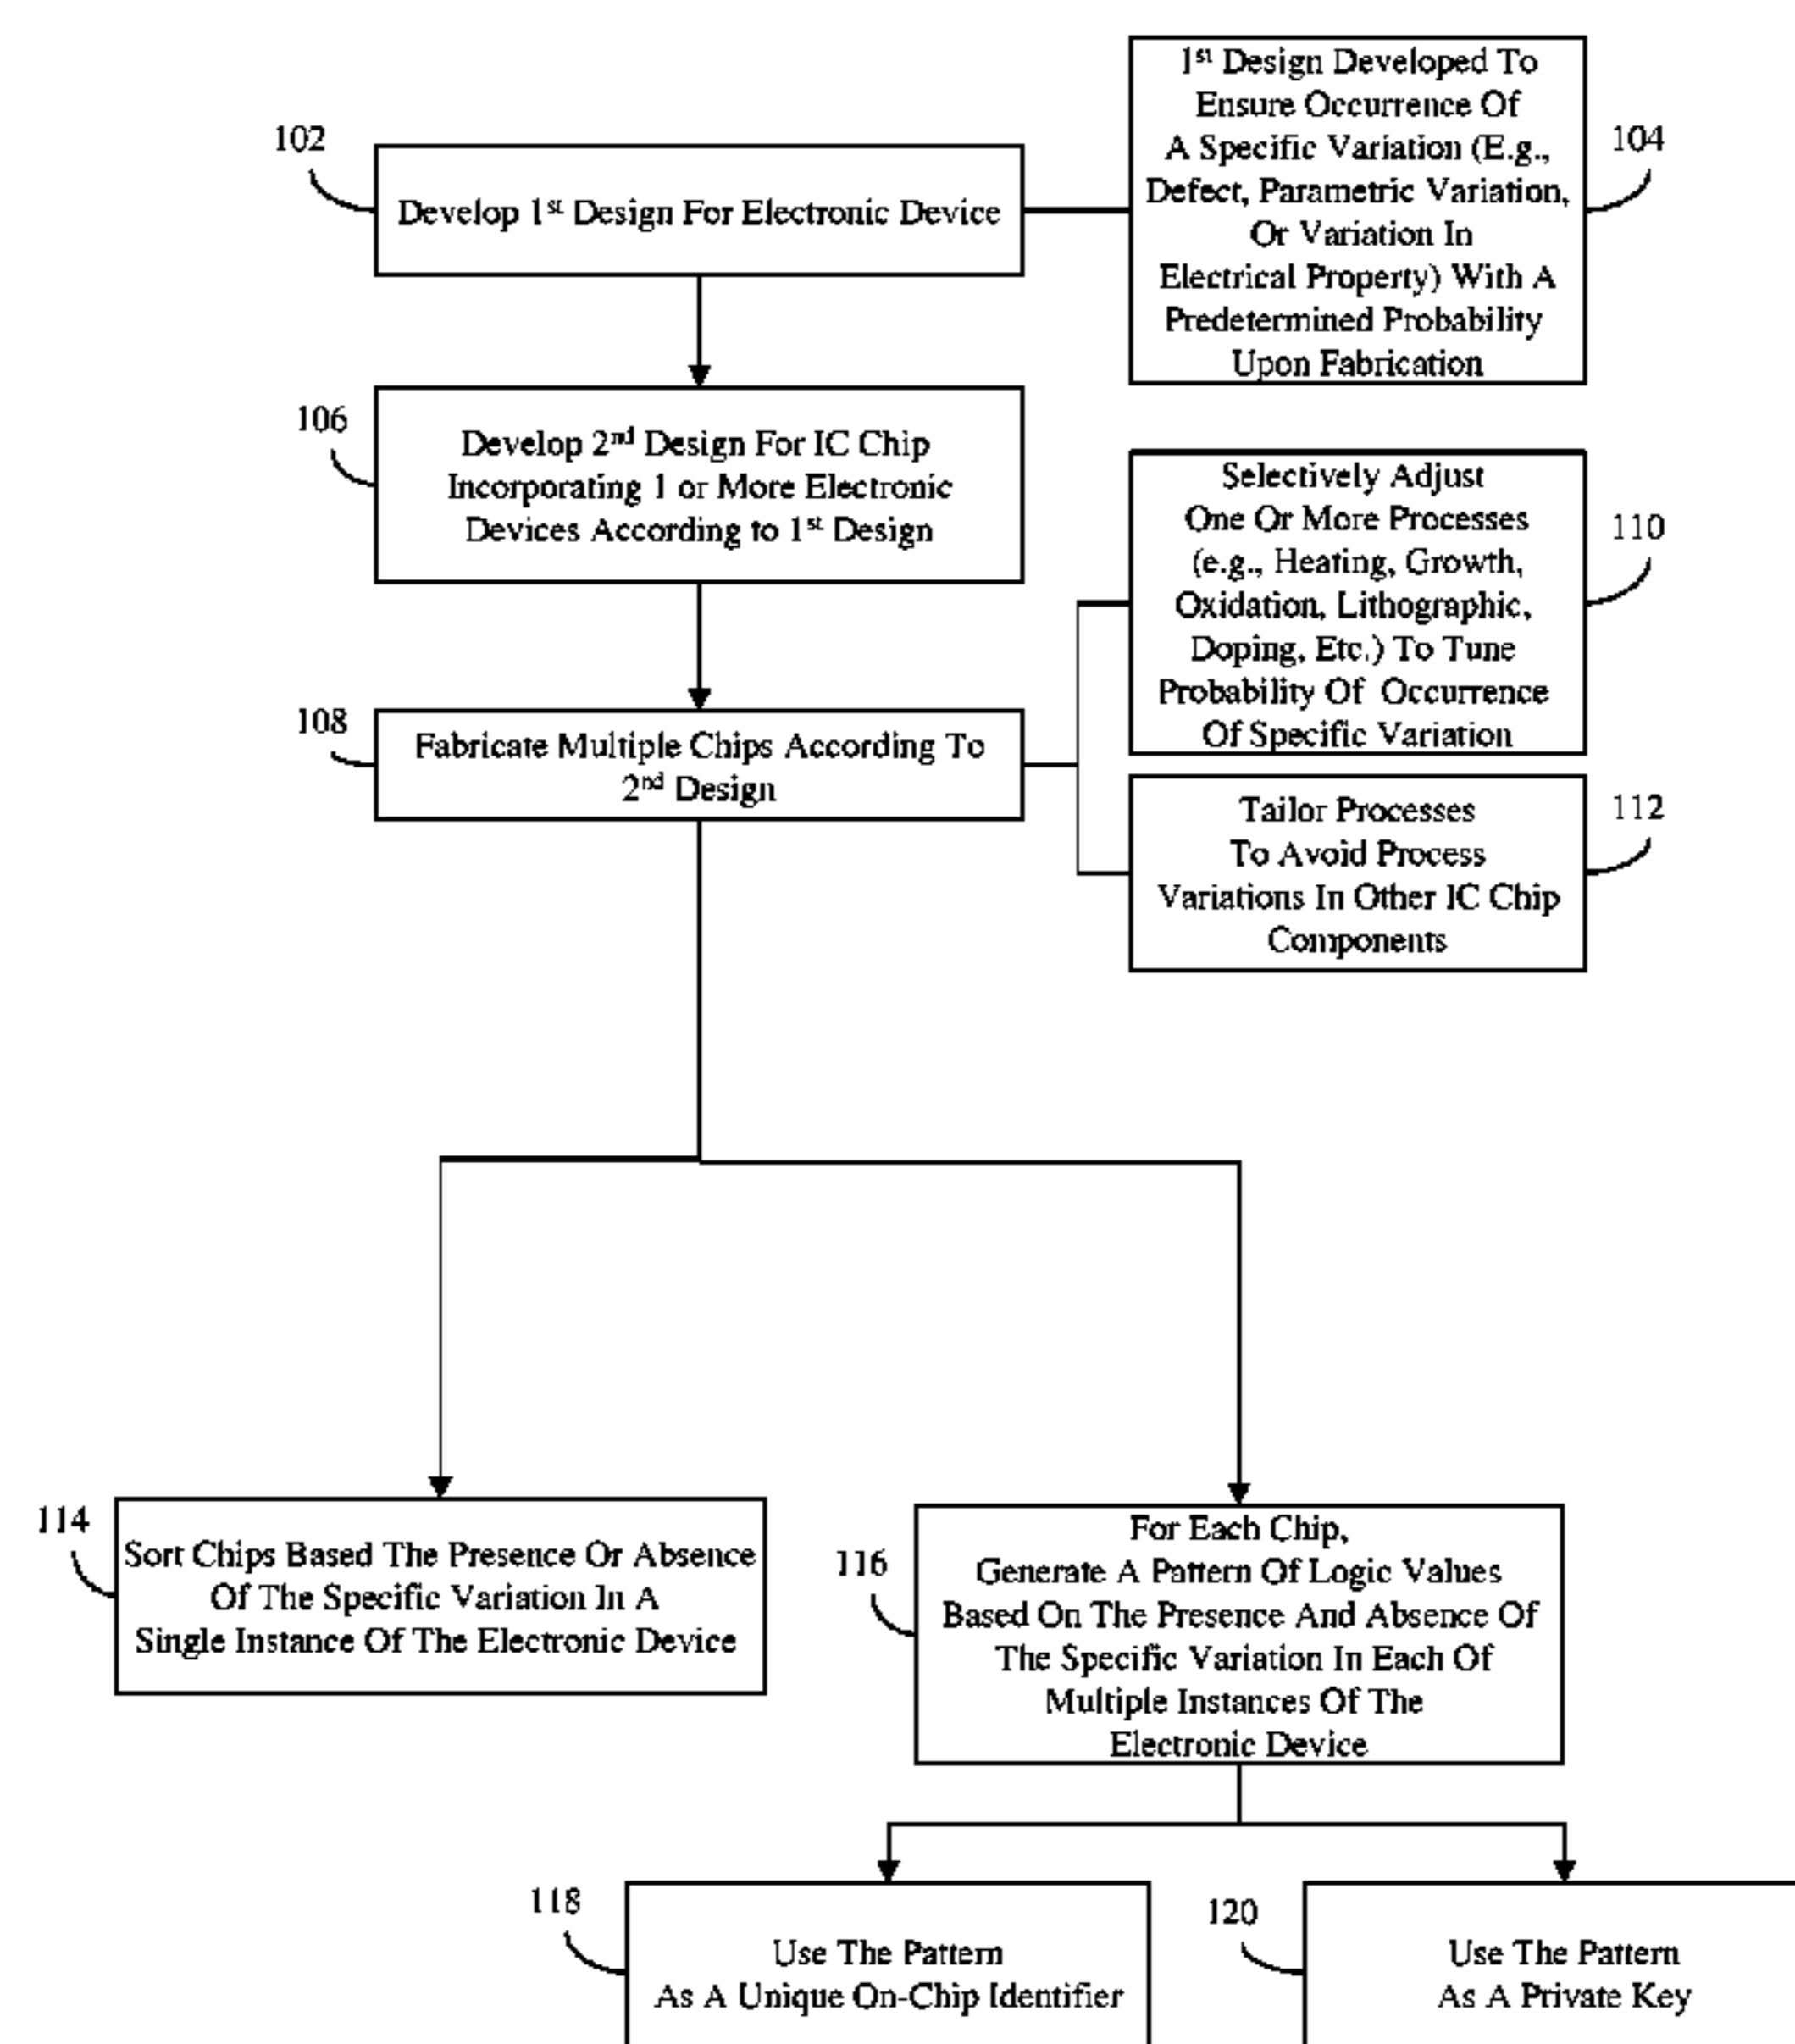 102
Develop 1st Design For Electronic Device
1st Design Developed To
Ensure Occurrence Of
A Specific Variation (E.g.,
Defect, Parametric Variation,
Or Variation In
Electrical Property) With A
Predetermined Probability
Upon Fabrication
104
106
Develop 2nd Design For IC Chip
Incorporating 1 or More Electronic
Devices According to 1st Design
Selectively Adjust
One Or More Processes
(e.g., Heating, Growth,
Oxidation, Lithographic,
Doping, Etc.) To Tune
Probability Of Occurrence
Of Specific Variation
110
108
Fabricate Multiple Chips According To
2nd Design
Tailor Processes
To Avoid Process
Variations In Other IC Chip
Components
112
114
Sort Chips Based The Presence Or Absence
Of The Specific Variation In A
Single Instance Of The Electronic Device
116
For Each Chip,
Generate A Pattern Of Logic Values
Based On The Presence And Absence Of
The Specific Variation In Each Of
Multiple Instances Of The
Electronic Device
118
Use The Pattern
As A Unique On-Chip Identifier
120
Use The Pattern
As A Private Key